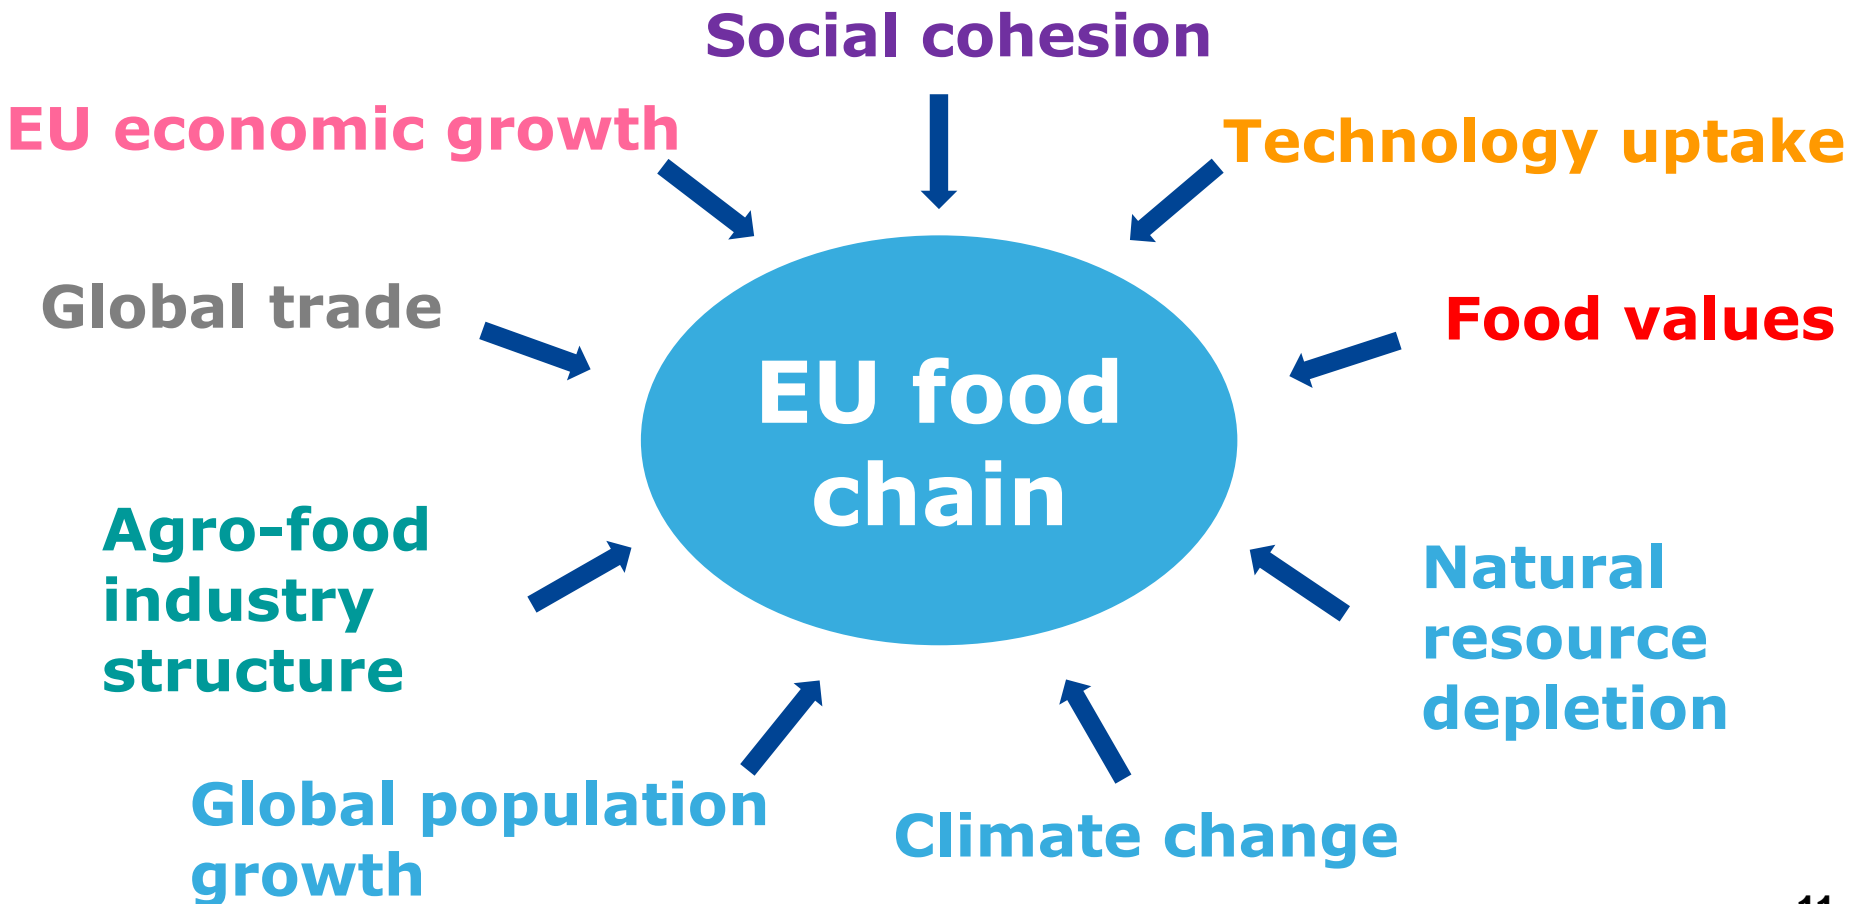 Social cohesion
EU economic growth
Technology uptake
Global trade
Food values
EU food
chain
Agro-food
industry
structure
Natural
resource
depletion
Global population
growth
Climate change
11